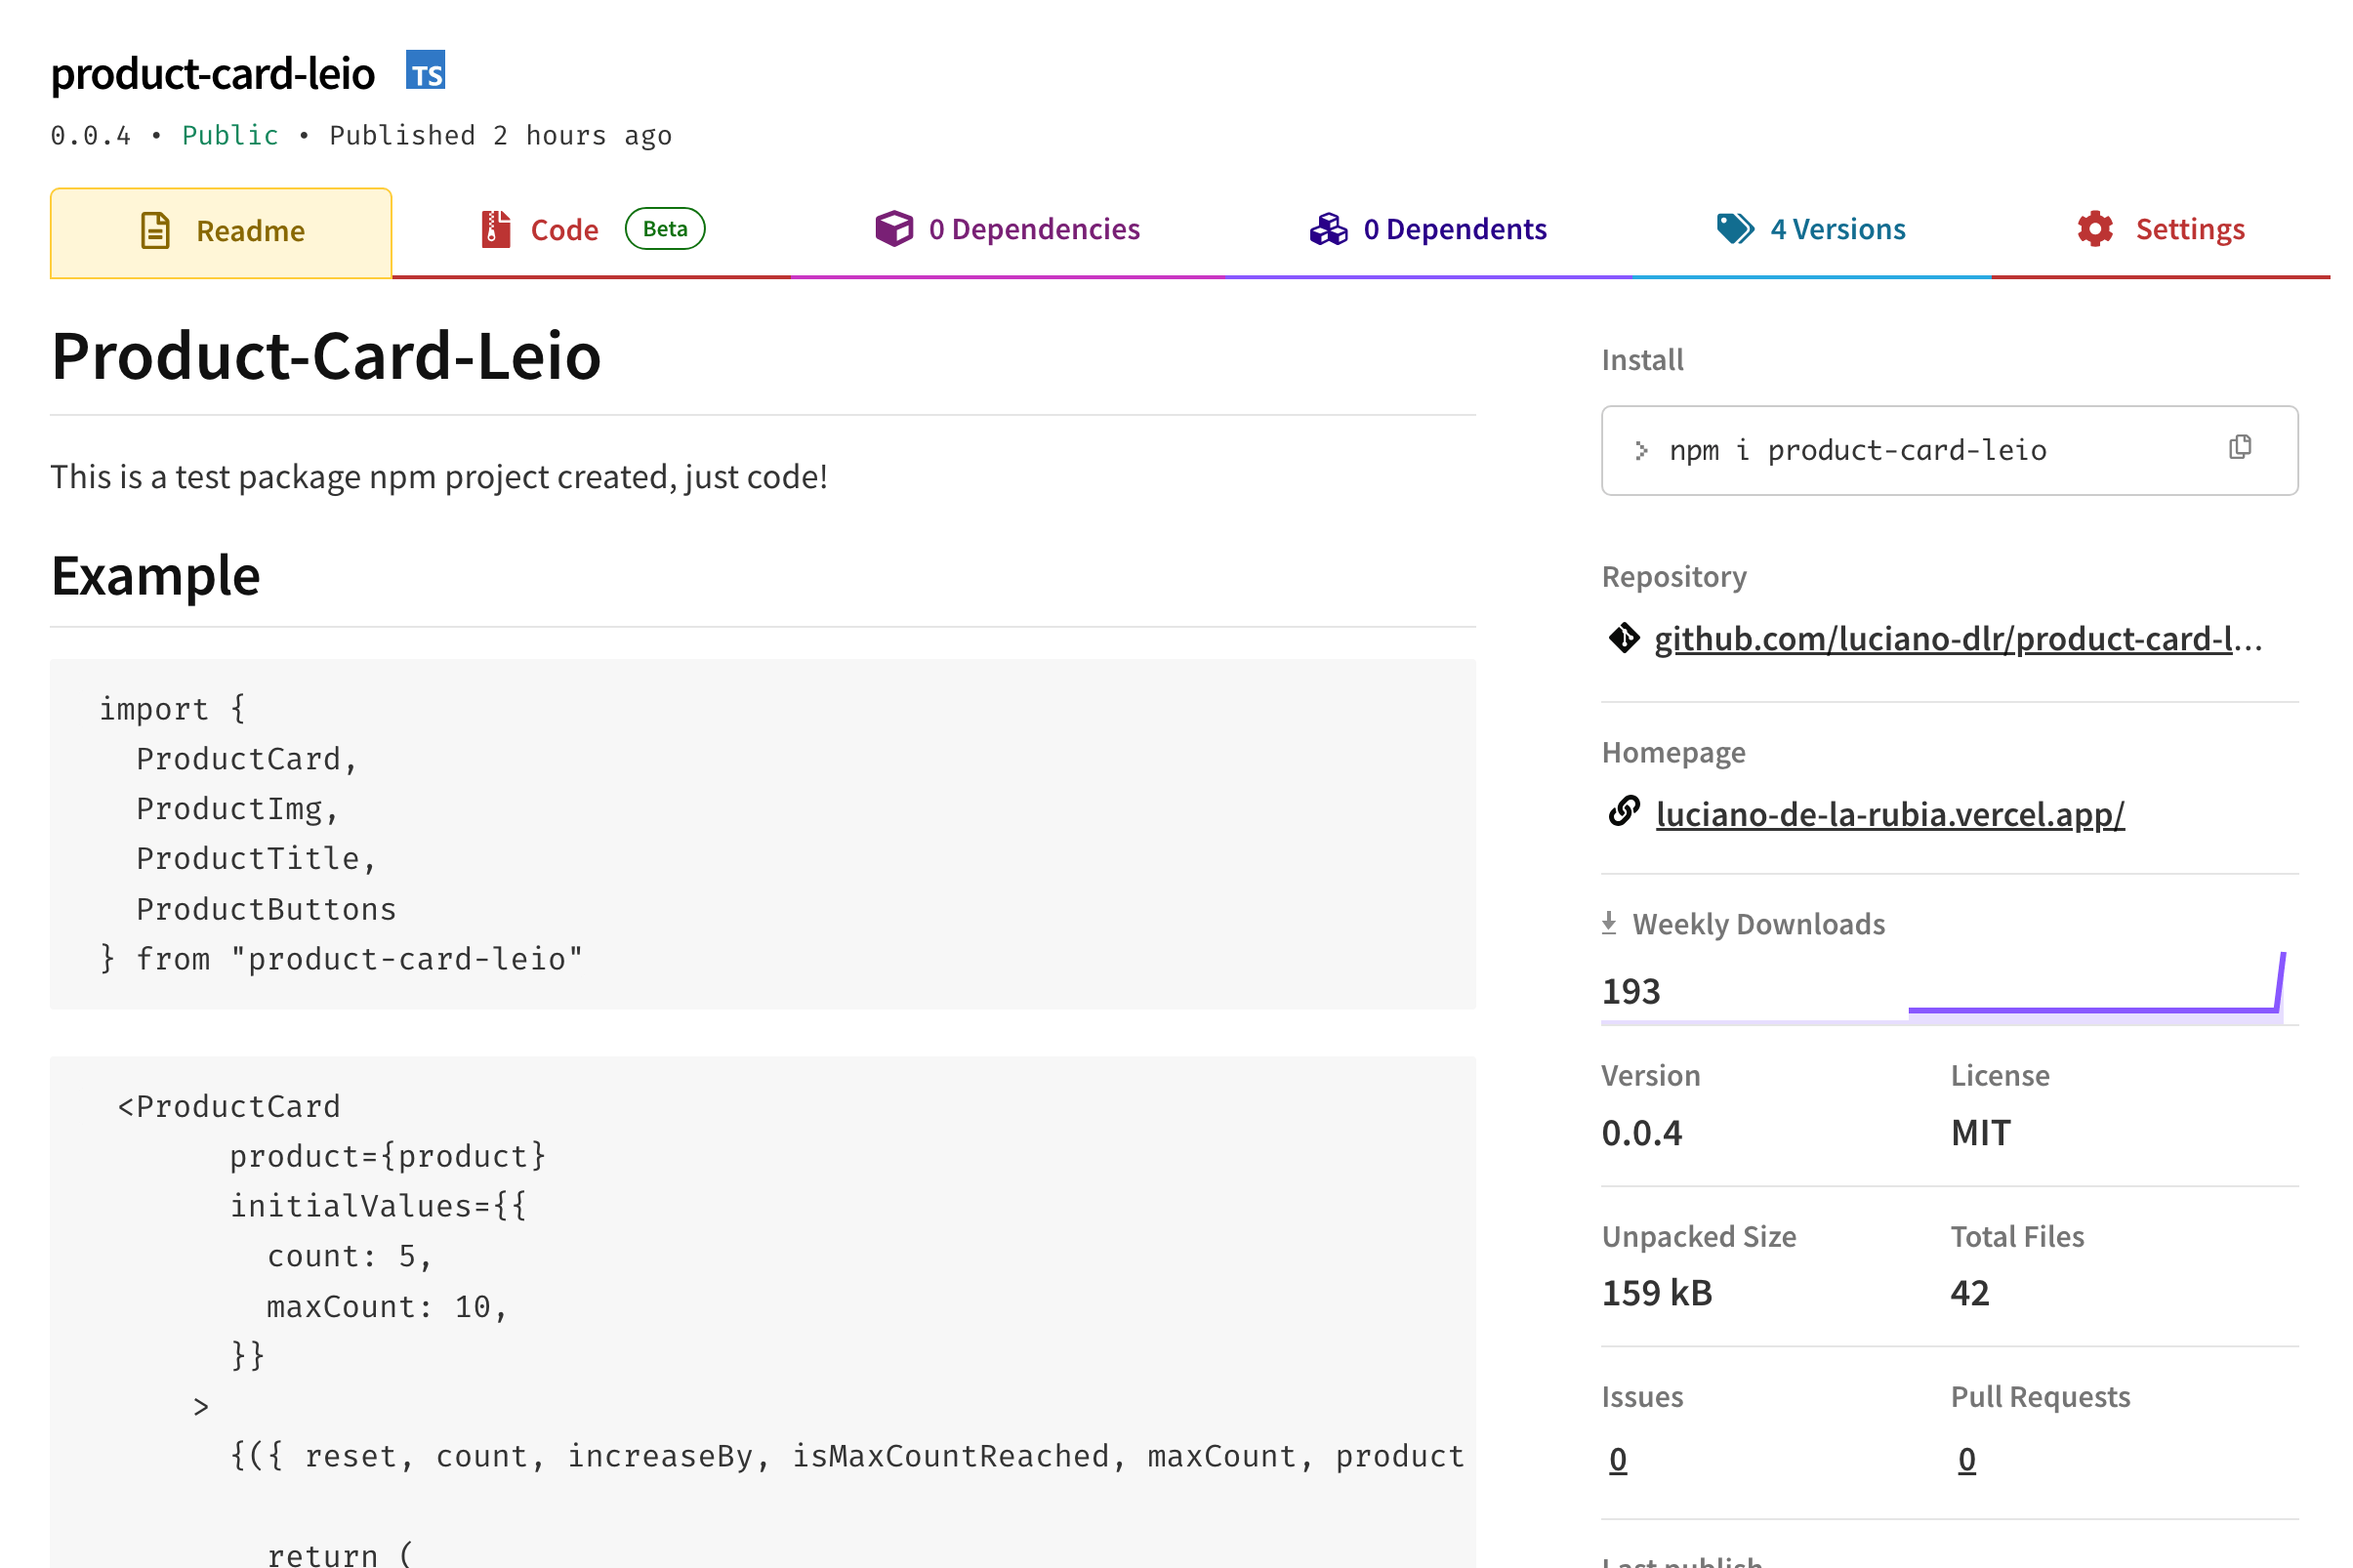 product-card-leio TS
0.0.4 • Public • Published 2 hours ago
Readme
Code Beta
0 Dependencies
0 Dependents
4 Versions
Settings
Product-Card-Leio
This is a test package npm project created, just code!
Example
import {
  ProductCard,
  ProductImg,
  ProductTitle,
  ProductButtons
} from "product-card-leio"
<ProductCard
      product={product}
      initialValues={{
        count: 5,
        maxCount: 10,
      }}
    >
      {({ reset, count, increaseBy, isMaxCountReached, maxCount, product
        return (
Install
> npm i product-card-leio
Repository
github.com/luciano-dlr/product-card-l...
Homepage
luciano-de-la-rubia.vercel.app/
Weekly Downloads
193
Version
0.0.4
License
MIT
Unpacked Size
159 kB
Total Files
42
Issues
0
Pull Requests
0
Last publish